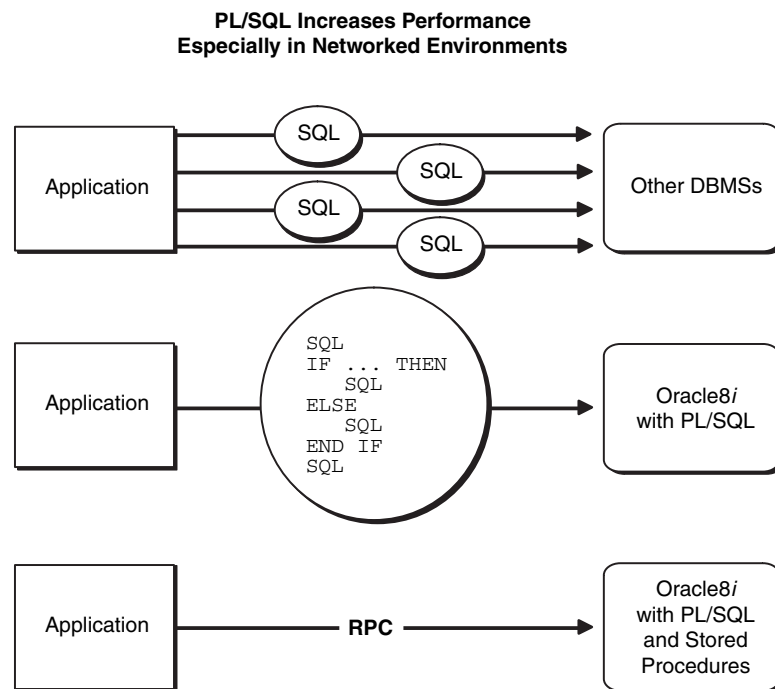 PL/SQL Increases Performance
Especially in Networked Environments
Application
SQL
SQL
SQL
SQL
Other DBMSs
Application
SQL
IF ... THEN
SQL
ELSE
SQL
END IF
SQL
Oracle8i
with PL/SQL
Application
RPC
Oracle8i
with PL/SQL
and Stored
Procedures